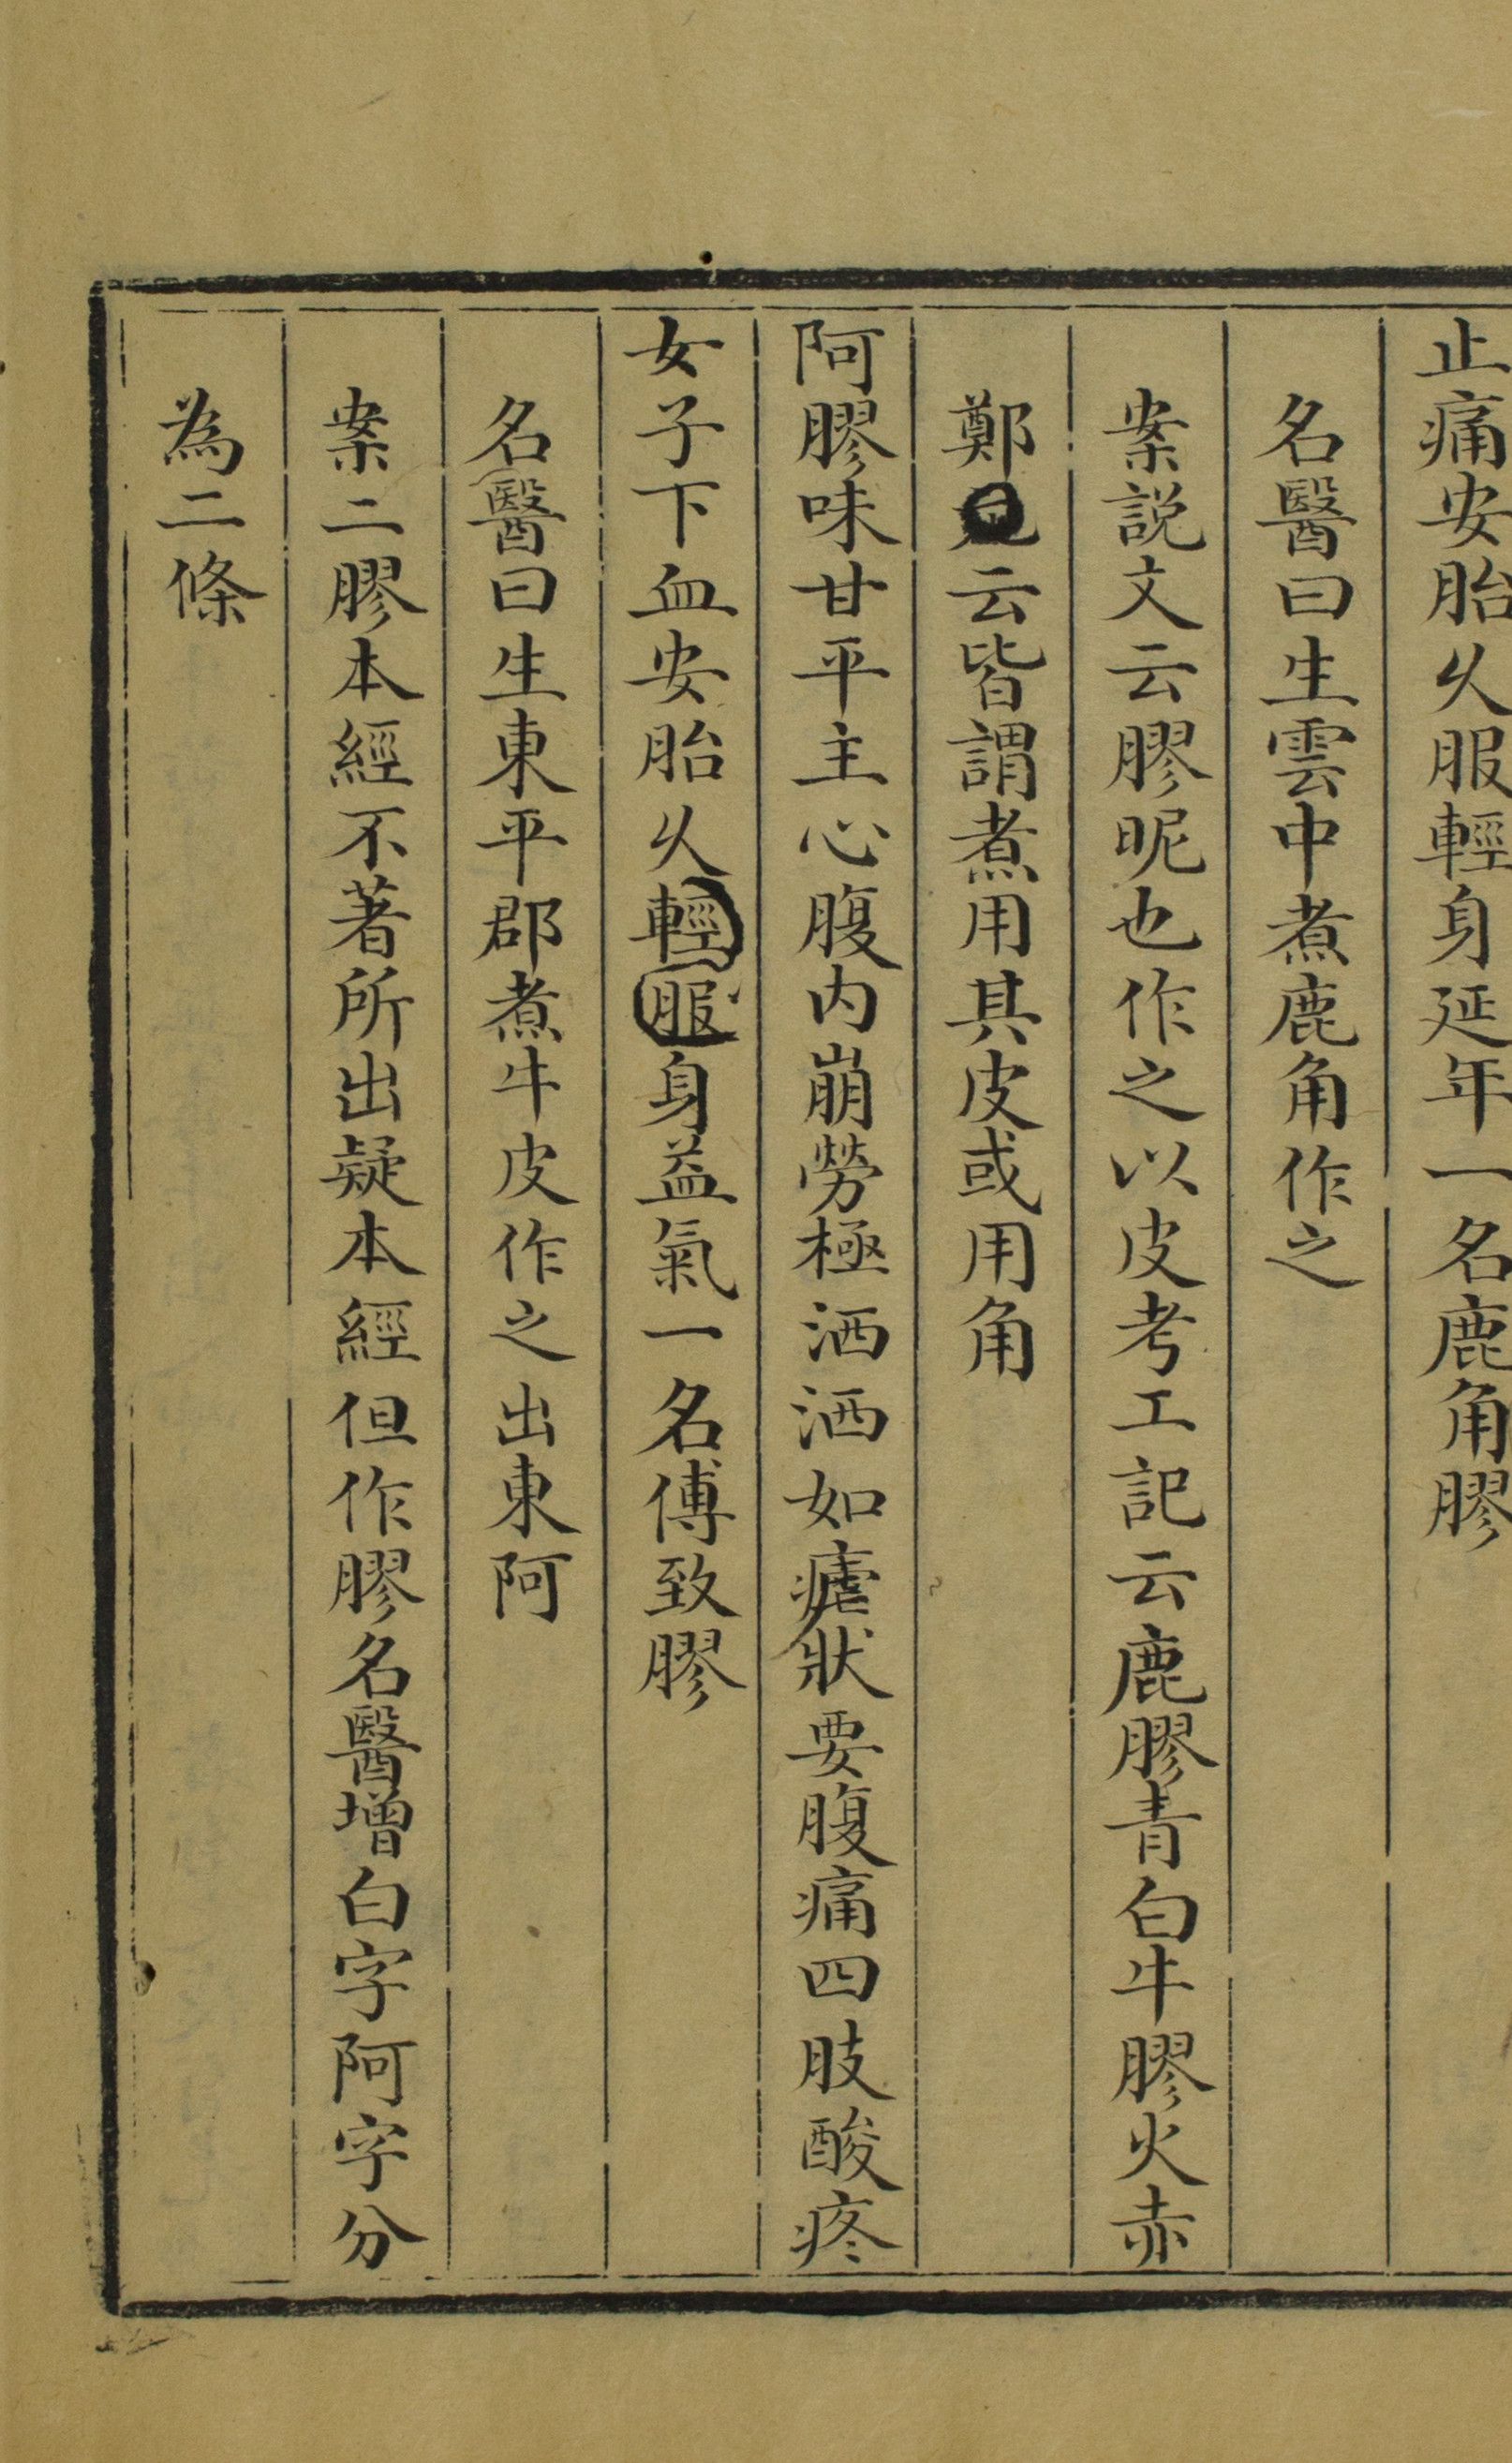 止痛安胎久服輕身延年一名鹿角膠
名醫曰生雲中煮鹿角作之
案説文云膠昵也作之以皮考工記云鹿膠青白牛膠火赤
鄭云皆謂煮用其皮或用角
阿膠味甘平主心腹内崩勞極洒洒如瘧狀要腹痛四肢酸疼
女子下血安胎久輕服身益氣一名傅致膠
名醫曰生東平郡煮牛皮作之出東阿
案二膠本經不著所出疑本經但作膠名醫增白字阿字分
為二條